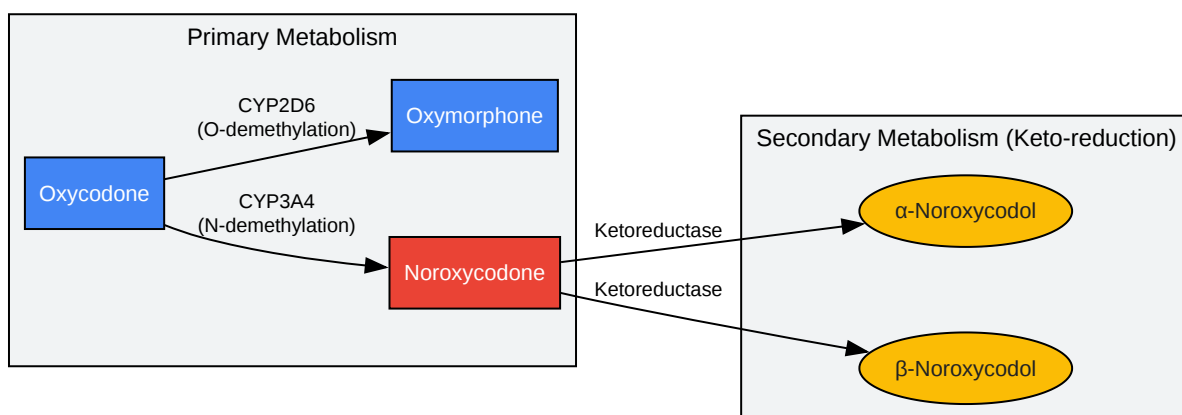 Primary Metabolism
CYP2D6
(O-demethylation)
Oxymorphone
Oxycodone
CYP3A4
(N-demethylation)
Noroxycodone
Ketoreductase
Ketoreductase
Secondary Metabolism (Keto-reduction)
α-Noroxycodol
β-Noroxycodol